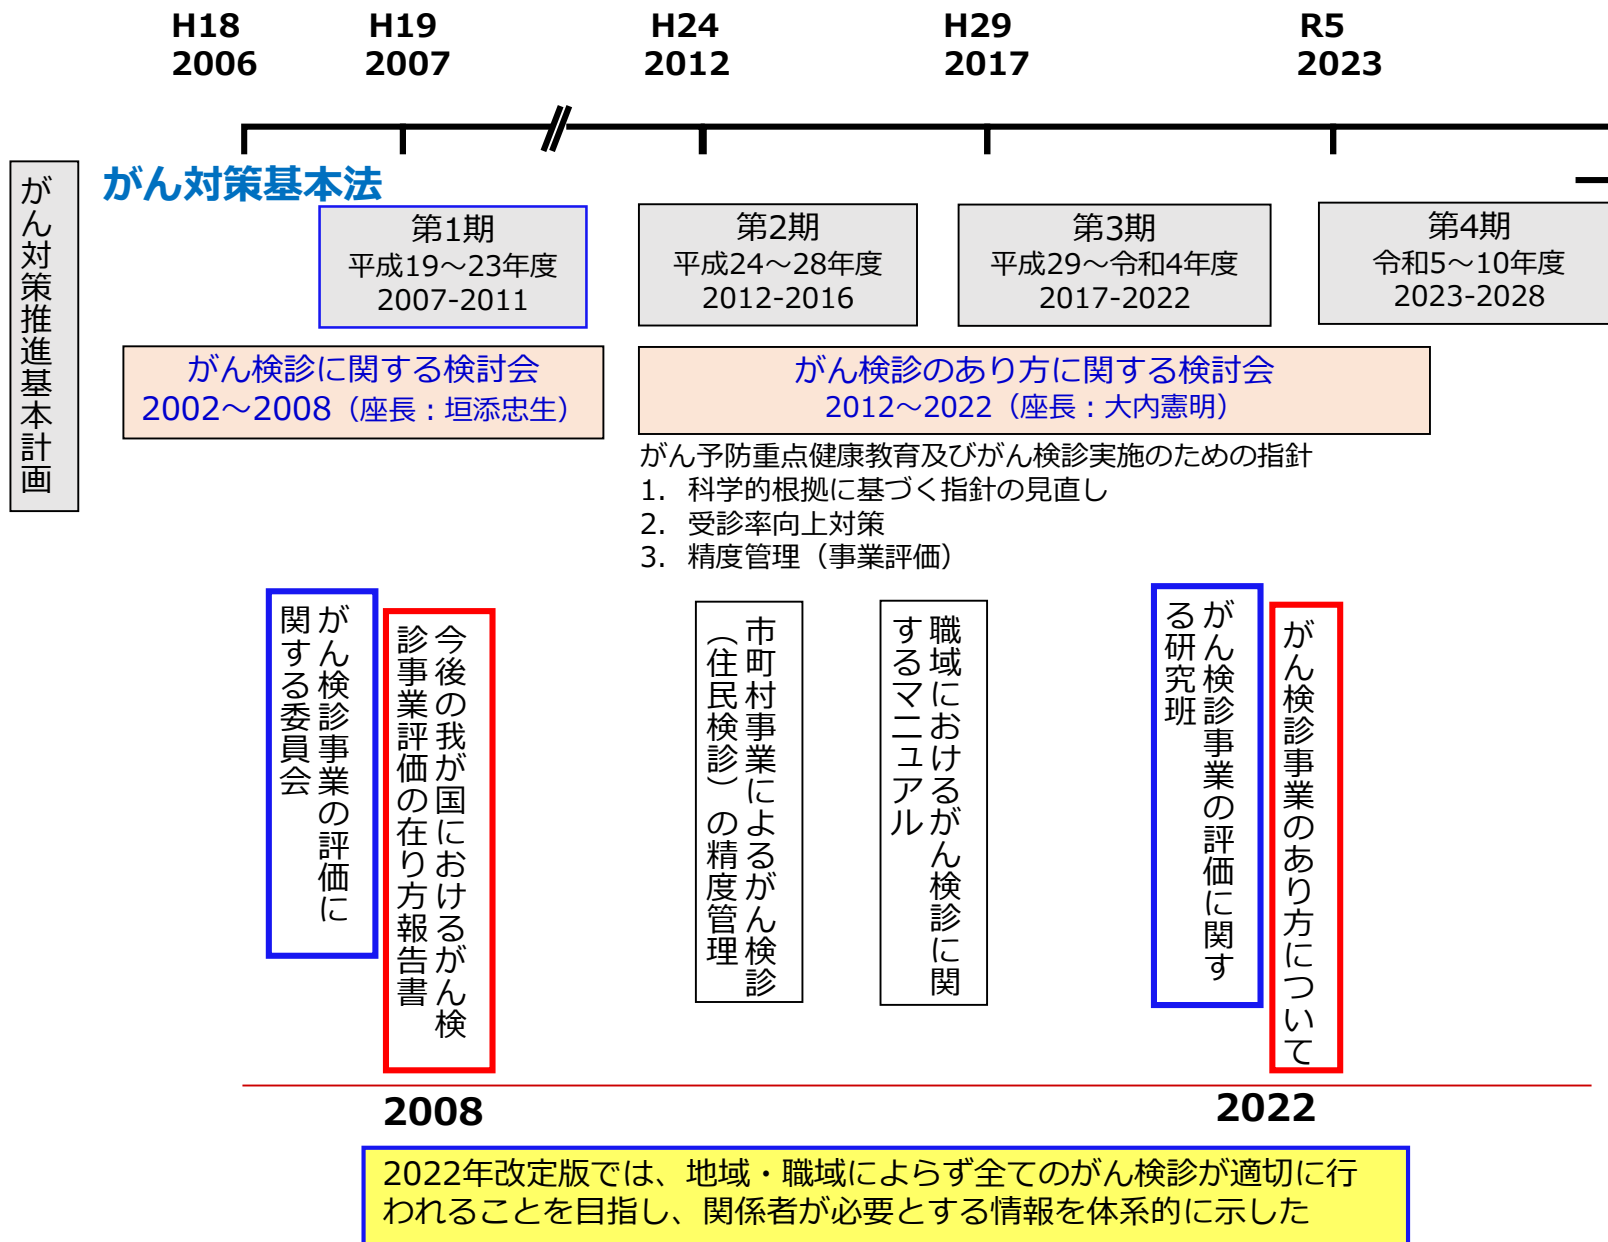 H18
2006
H19
2007
H24
2012
H29
2017
R5
2023
がん対策推進基本計画
がん対策基本法
第1期
平成19～23年度
2007-2011
第2期
平成24～28年度
2012-2016
第3期
平成29～令和4年度
2017-2022
第4期
令和5～10年度
2023-2028
がん検診に関する検討会
2002～2008（座長：垣添忠生）
がん検診のあり方に関する検討会
2012～2022（座長：大内憲明）
がん予防重点健康教育及びがん検診実施のための指針
1. 科学的根拠に基づく指針の見直し
2. 受診率向上対策
3. 精度管理（事業評価）
がん検診事業の評価に
関する委員会
今後の我が国におけるがん検
診事業評価の在り方報告書
市町村事業によるがん検診
（住民検診）の精度管理
職域におけるがん検診に関
するマニュアル
がん検診事業の評価に関す
る研究班
がん検診事業のあり方について
2008
2022
2022年改定版では、地域・職域によらず全てのがん検診が適切に行
われることを目指し、関係者が必要とする情報を体系的に示した